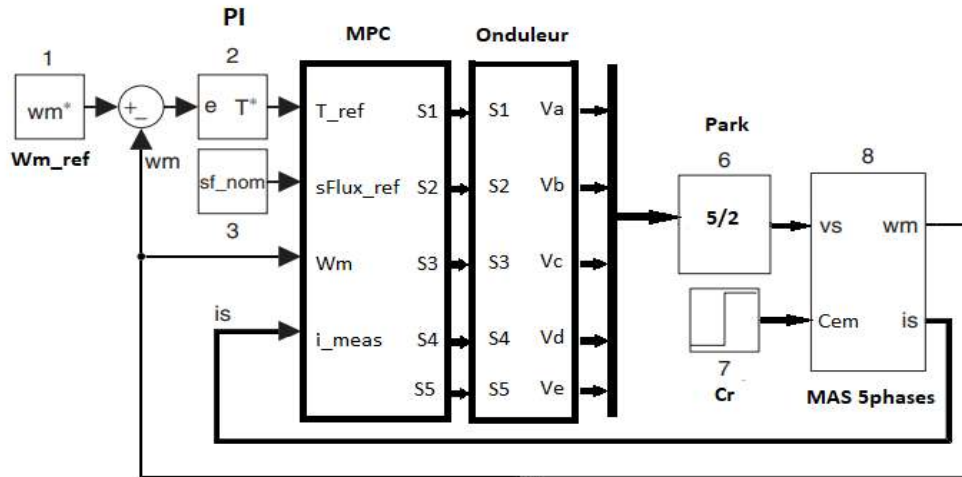 PI
MPC
Onduleur
1
2
wm*
+
-
e T*
T_ref
S1
S1
Va
Wm_ref
wm
Park
6
8
sf_nom
sFlux_ref
S2
S2
Vb
5/2
vs
wm
3
Wm
S3
S3
Vc
is
i_meas
S4
S4
Vd
Cem
is
7
S5
S5
Ve
Cr
MAS 5phases